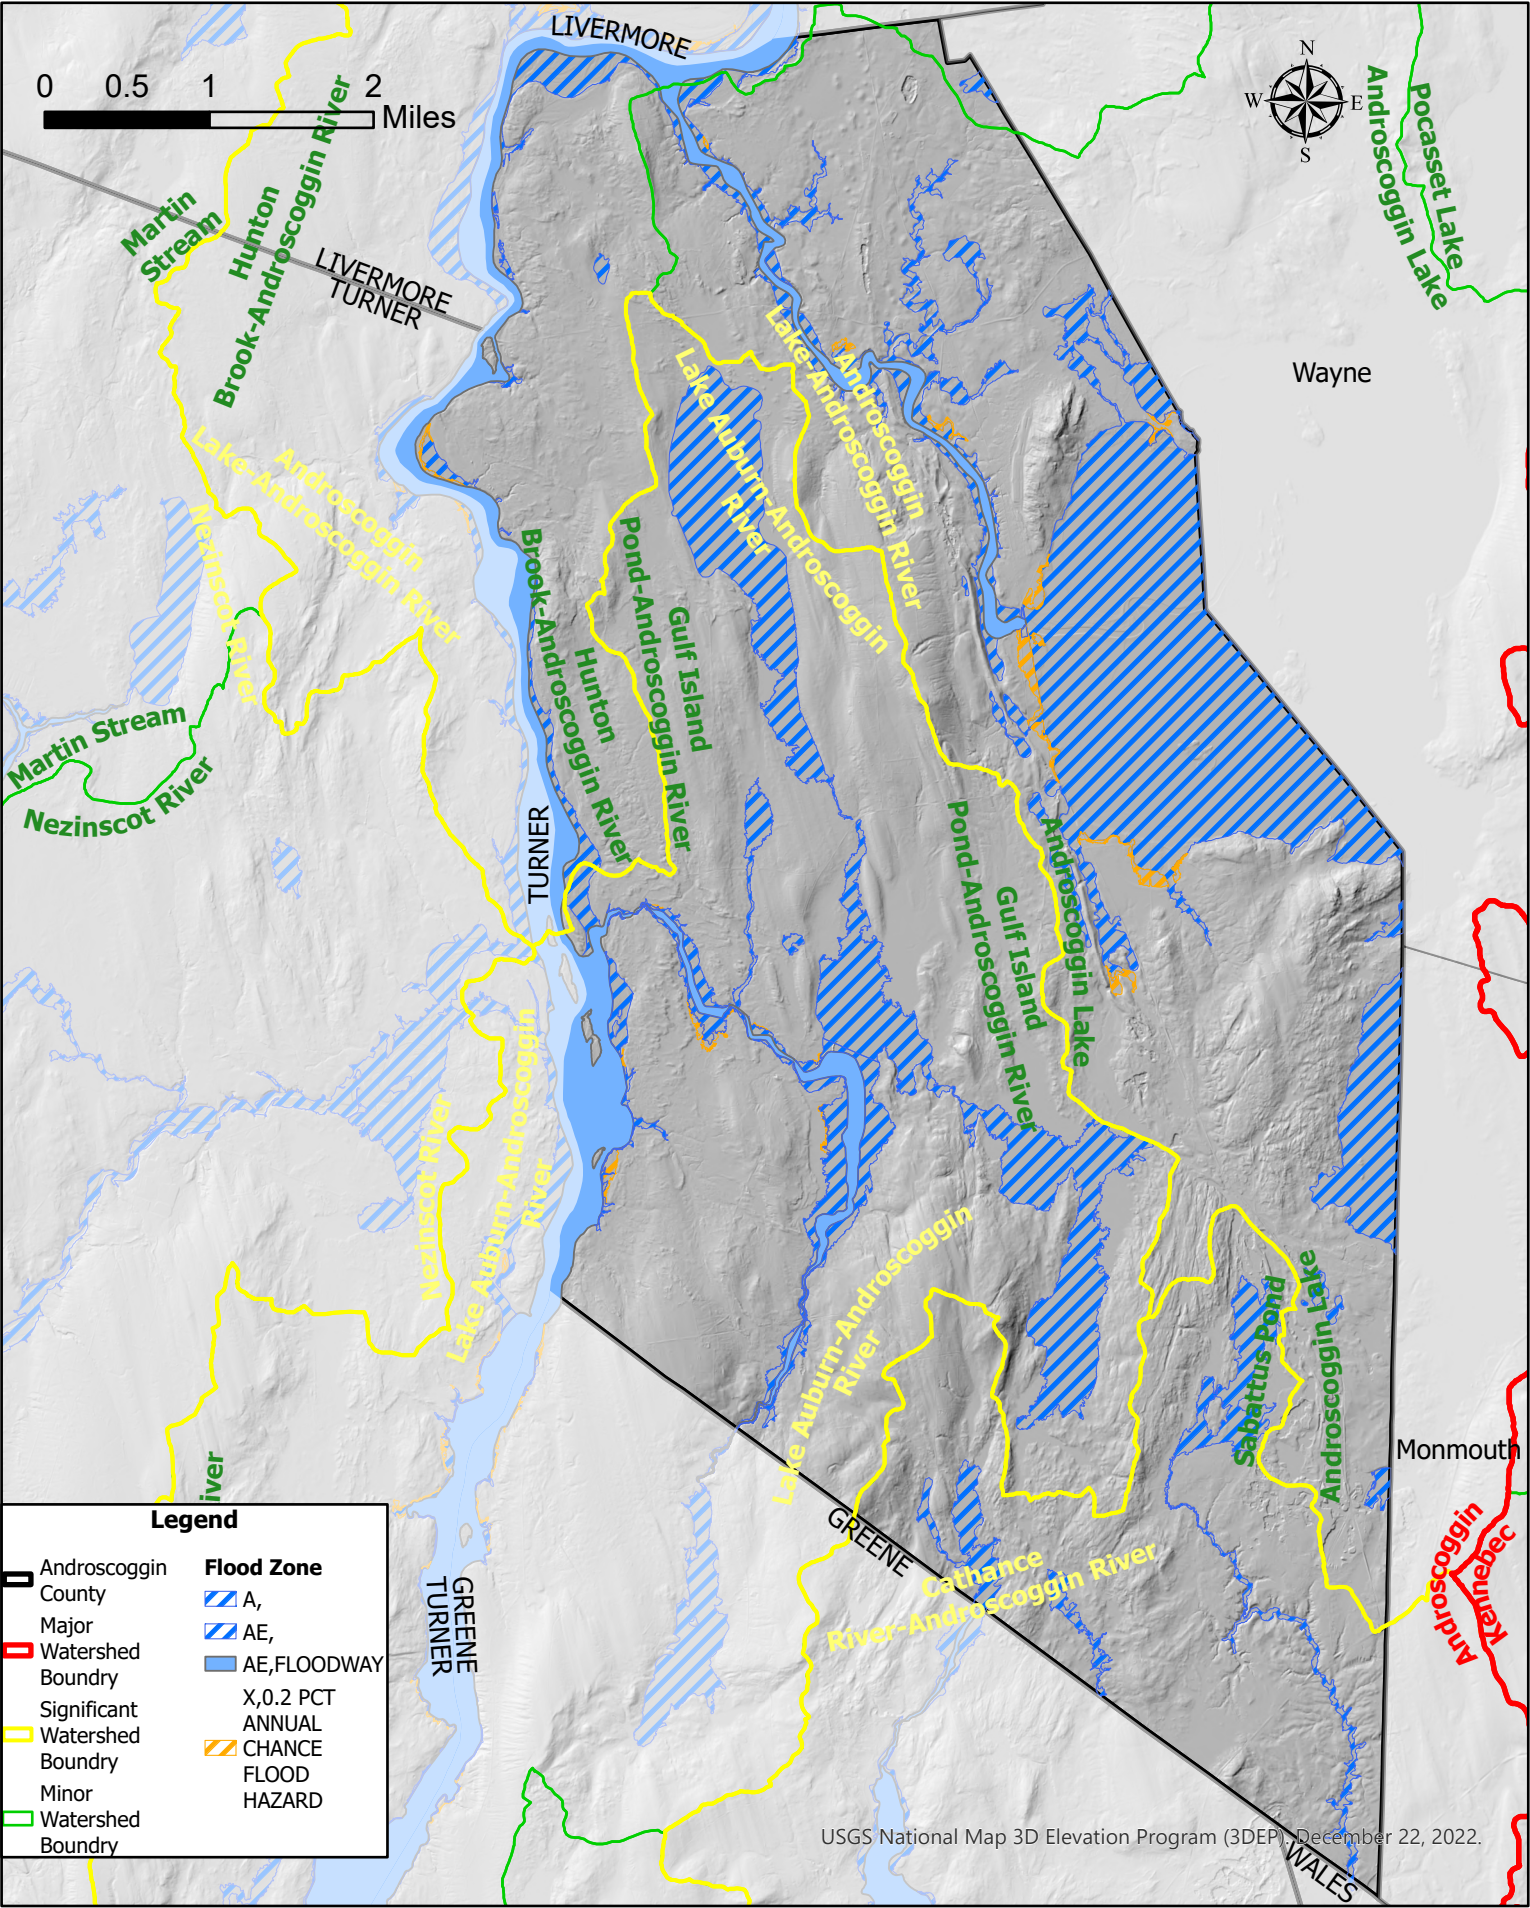 LIVERMORE
0 0.5 1 2
Miles
N
W E
S
Pocasset Lake
Androscoggin Lake
Martin
Stream
Hunton
Brook-Androscoggin River
LIVERMORE
TURNER
Wayne
Androscoggin
Lake-Androscoggin River
Lake Auburn-Androscoggin
River
Androscoggin
Lake-Androscoggin River
Nezinscot River
Hunton
Brook-Androscoggin River
Gulf Island
Pond-Androscoggin River
Martin Stream
Nezinscot River
TURNER
Gulf Island
Pond-Androscoggin River
Androscoggin Lake
Nezinscot River
Lake Auburn-Androscoggin
River
Lake Auburn-Androscoggin
River
Sabattus Pond
Androscoggin Lake
Monmouth
iver
GREENE
Cathance
River-Androscoggin River
Androscoggin
Kennebec
GREENE
TURNER
Legend
Androscoggin
County
Major
Watershed
Boundry
Significant
Watershed
Boundry
Minor
Watershed
Boundry
Flood Zone
A,
AE,
AE,FLOODWAY
X,0.2 PCT
ANNUAL
CHANCE
FLOOD
HAZARD
USGS National Map 3D Elevation Program (3DEP). December 22, 2022.
WALES